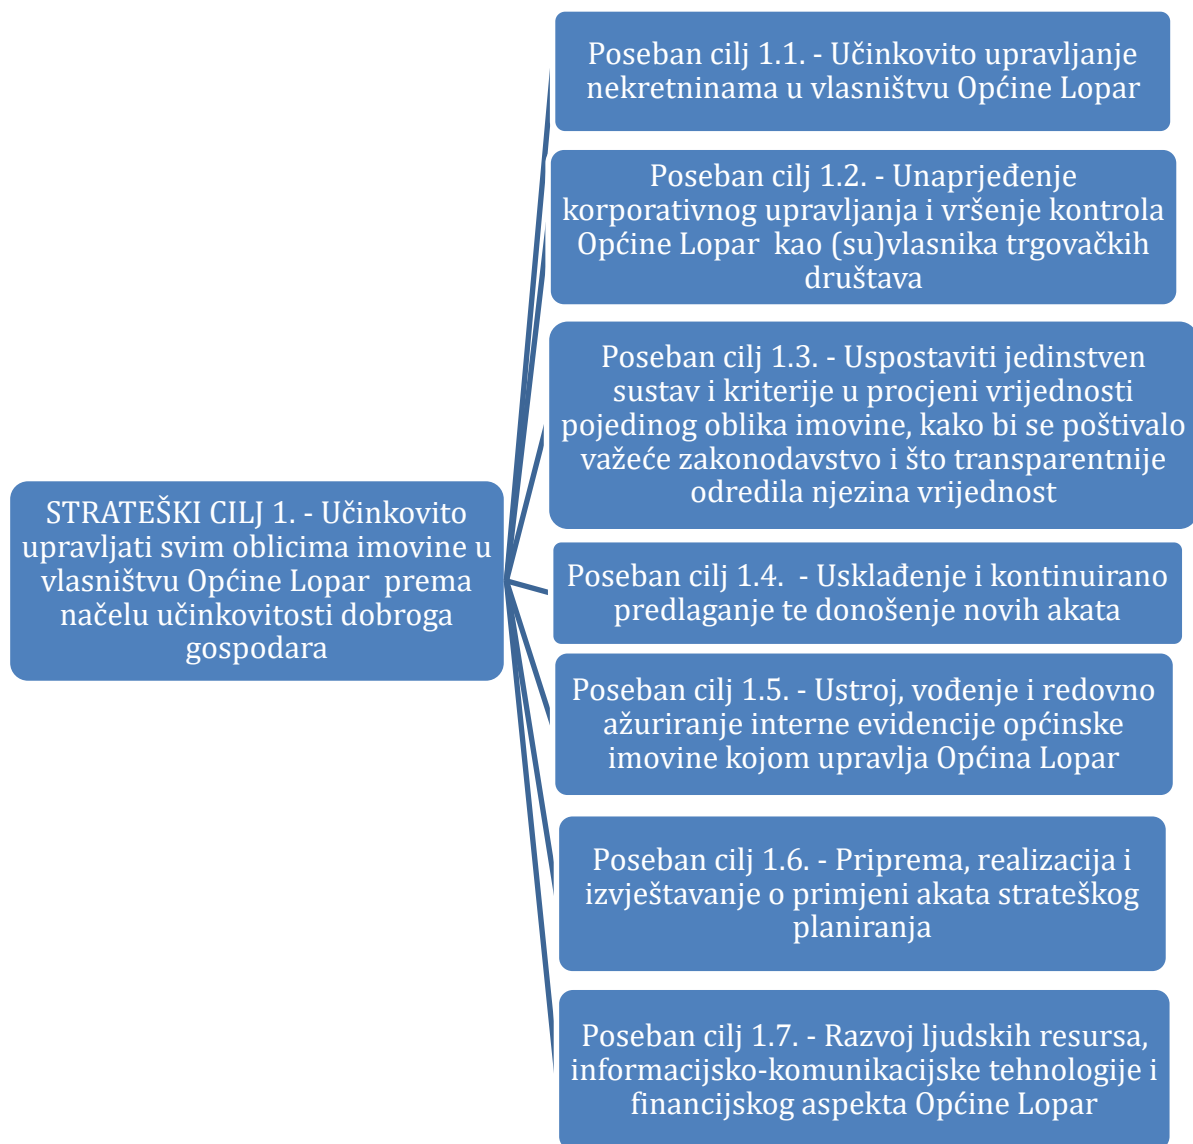 STRATEŠKI CILJ 1. - Učinkovito
upravljati svim oblicima imovine u
vlasništvu Općine Lopar  prema
načelu učinkovitosti dobroga
gospodara
Poseban cilj 1.1. - Učinkovito upravljanje
nekretninama u vlasništvu Općine Lopar
Poseban cilj 1.2. - Unaprjeđenje
korporativnog upravljanja i vršenje kontrola
Općine Lopar  kao (su)vlasnika trgovačkih
društava
Poseban cilj 1.3. - Uspostaviti jedinstven
sustav i kriterije u procjeni vrijednosti
pojedinog oblika imovine, kako bi se poštivalo
važeće zakonodavstvo i što transparentnije
odredila njezina vrijednost
Poseban cilj 1.4.  - Usklađenje i kontinuirano
predlaganje te donošenje novih akata
Poseban cilj 1.5. - Ustroj, vođenje i redovno
ažuriranje interne evidencije općinske
imovine kojom upravlja Općina Lopar
Poseban cilj 1.6. - Priprema, realizacija i
izvještavanje o primjeni akata strateškog
planiranja
Poseban cilj 1.7. - Razvoj ljudskih resursa,
informacijsko-komunikacijske tehnologije i
financijskog aspekta Općine Lopar